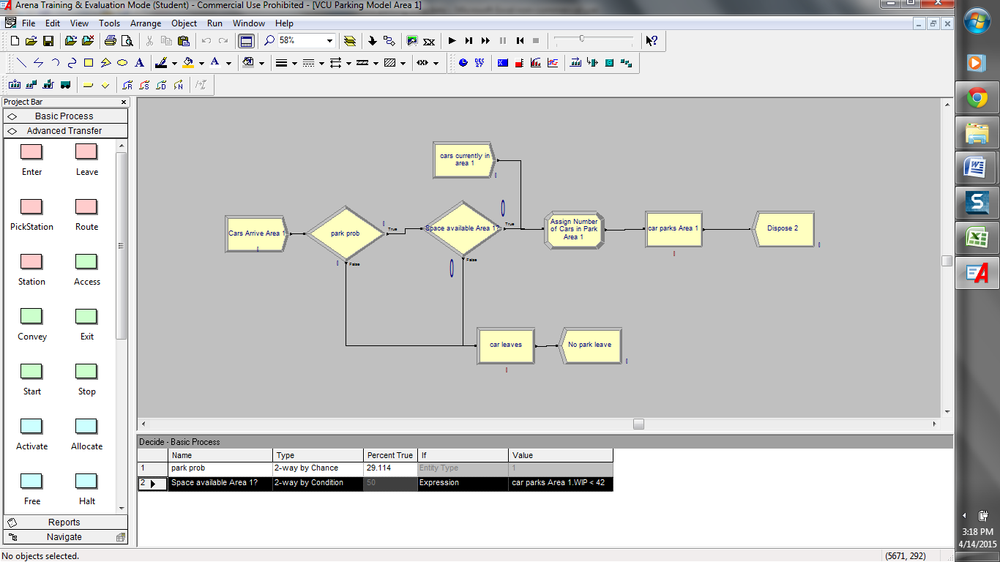 Arena Training & Evaluation Mode (Student) - Commercial Use Prohibited - [VCU Parking Model Area 1]
File Edit View Tools Arrange Object Run Window Help
58%
Project Bar
Basic Process
Advanced Transfer
Enter Leave
PickStation Route
Station Access
Convey Exit
Start Stop
Activate Allocate
Free Halt
Reports
Navigate
cars currently in
area 1
Cars Arrive Area 1
park prob
True
False
Space available Area 1?
True
False
Assign Number
of Cars in Park
Area 1
car parks Area 1
Dispose 2
car leaves
No park leave
Decide - Basic Process
Name Type Percent True If Value
1 park prob 2-way by Chance 29.114 Entity Type 1
2 Space available Area 1? 2-way by Condition 50 Expression car parks Area 1.WIP < 42
No objects selected.
(5671, 292)
3:18 PM
4/14/2015